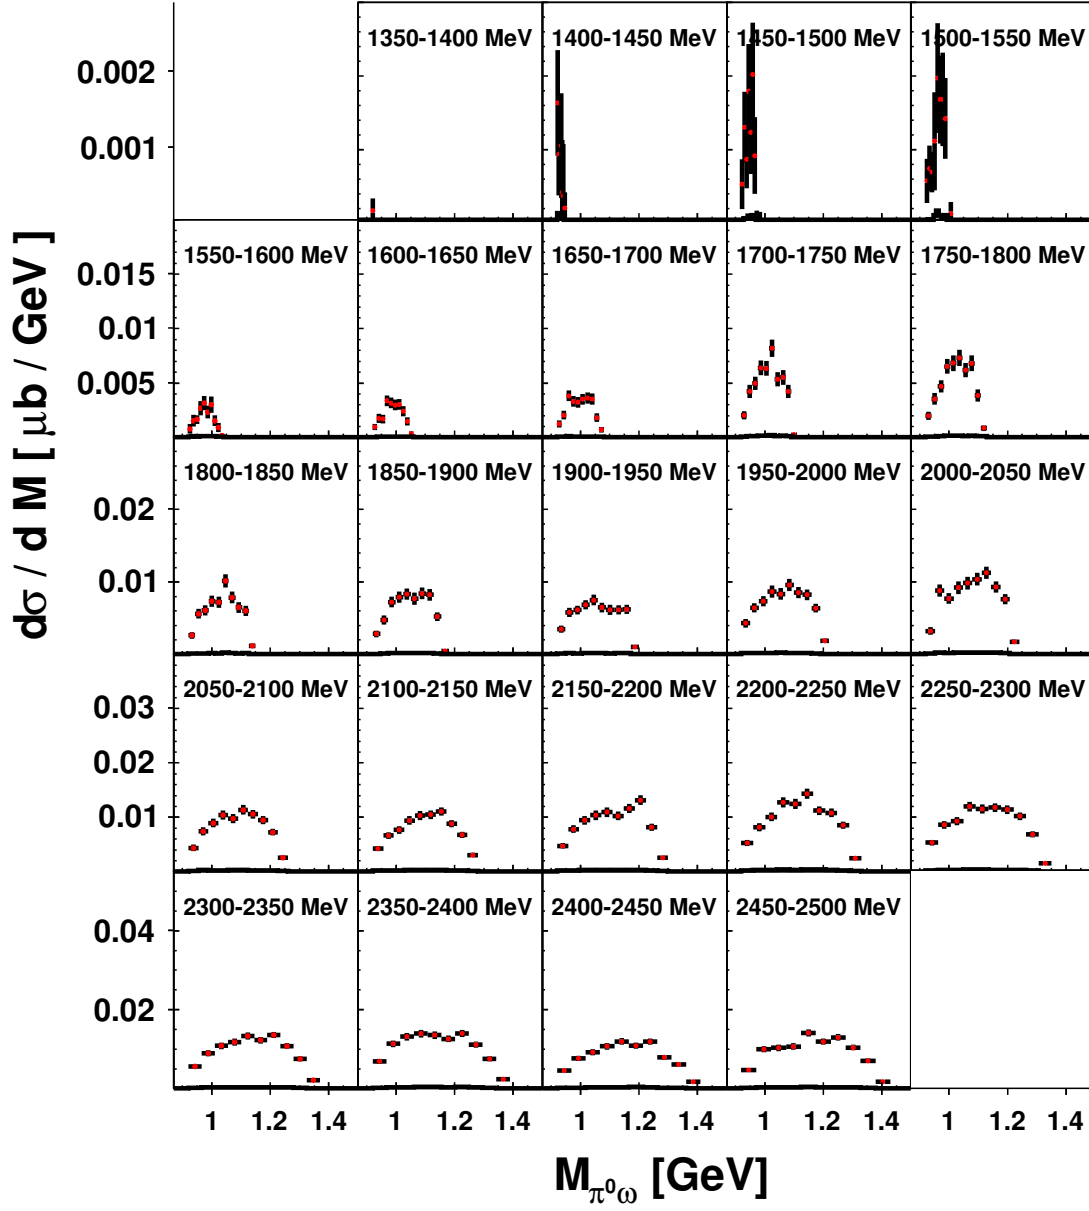 dσ / d M [ μb / GeV ]
0.002
0.001
1350-1400 MeV
1400-1450 MeV
1450-1500 MeV
1500-1550 MeV
0.015
0.01
0.005
1550-1600 MeV
1600-1650 MeV
1650-1700 MeV
1700-1750 MeV
1750-1800 MeV
0.02
0.01
1800-1850 MeV
1850-1900 MeV
1900-1950 MeV
1950-2000 MeV
2000-2050 MeV
0.03
0.02
0.01
2050-2100 MeV
2100-2150 MeV
2150-2200 MeV
2200-2250 MeV
2250-2300 MeV
0.04
0.02
2300-2350 MeV
2350-2400 MeV
2400-2450 MeV
2450-2500 MeV
1 1.2 1.4 1 1.2 1.4 1 1.2 1.4 1 1.2 1.4 1 1.2 1.4
M_π⁰ω [GeV]